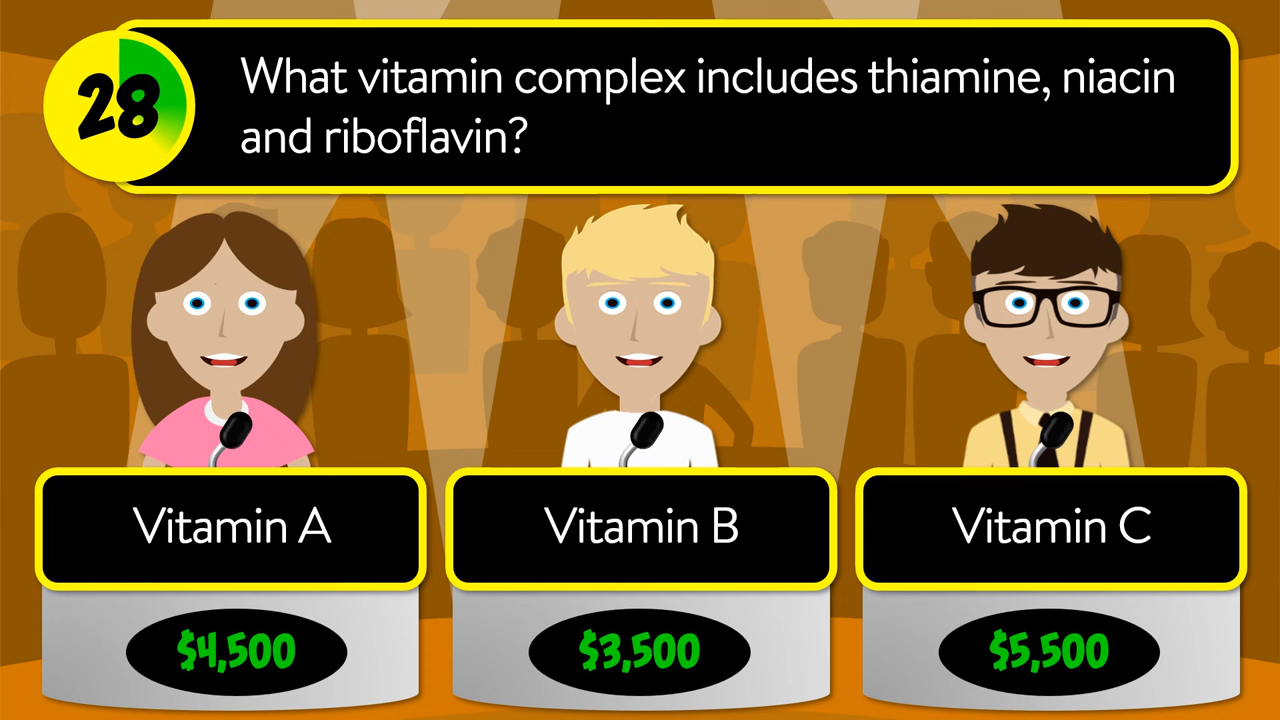 28
What vitamin complex includes thiamine, niacin
and riboflavin?
Vitamin A
Vitamin B
Vitamin C
$4,500
$3,500
$5,500